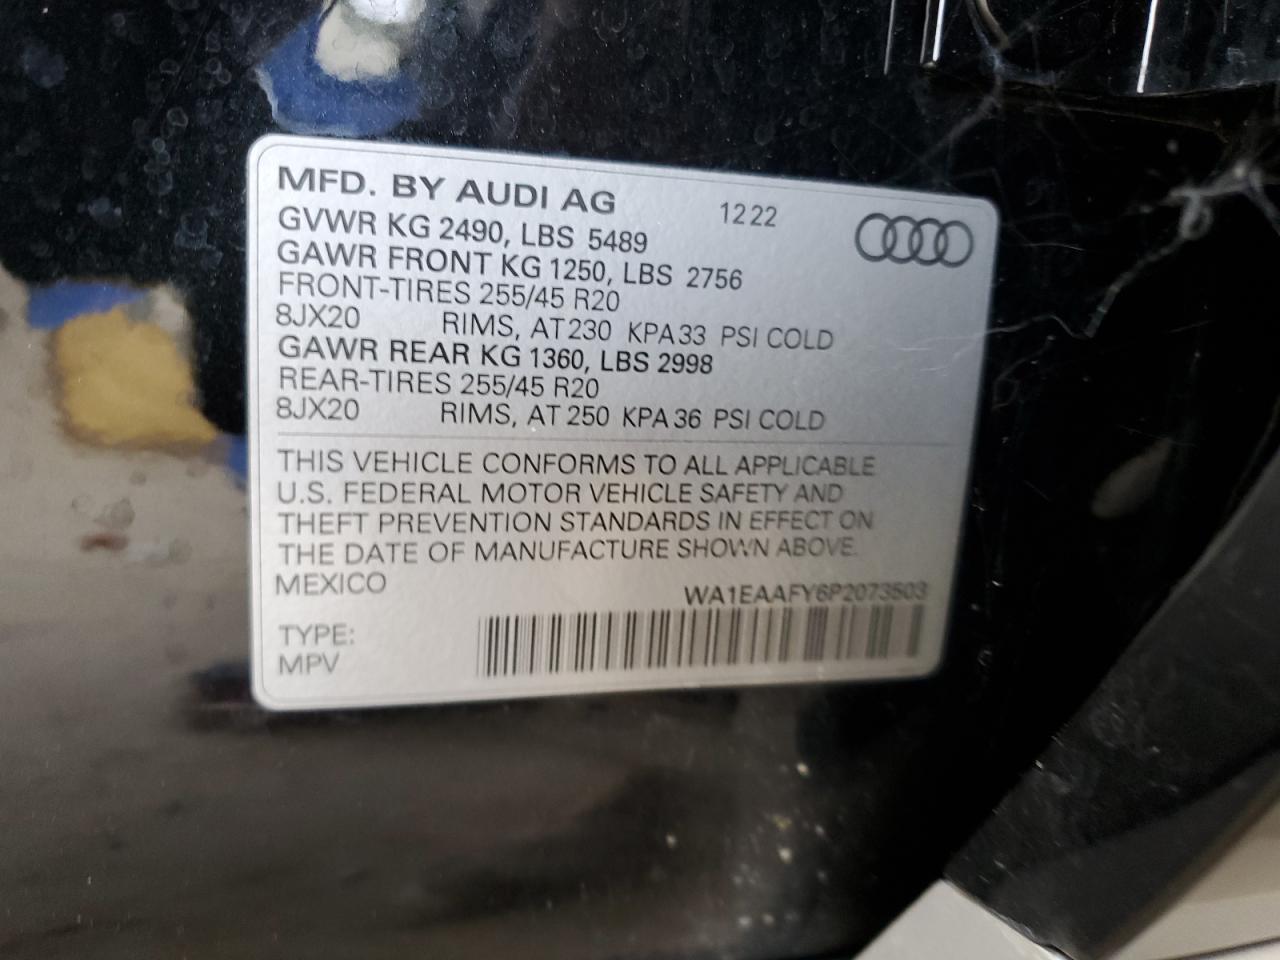 MFD. BY AUDI AG 1222
GVWR KG 2490, LBS 5489
GAWR FRONT KG 1250, LBS 2756
FRONT-TIRES 255/45 R20
8JX20 RIMS, AT 230 KPA 33 PSI COLD
GAWR REAR KG 1360, LBS 2998
REAR-TIRES 255/45 R20
8JX20 RIMS, AT 250 KPA 36 PSI COLD
THIS VEHICLE CONFORMS TO ALL APPLICABLE
U.S. FEDERAL MOTOR VEHICLE SAFETY AND
THEFT PREVENTION STANDARDS IN EFFECT ON
THE DATE OF MANUFACTURE SHOWN ABOVE.
MEXICO
WA1EAAFY6P2073503
TYPE:
MPV